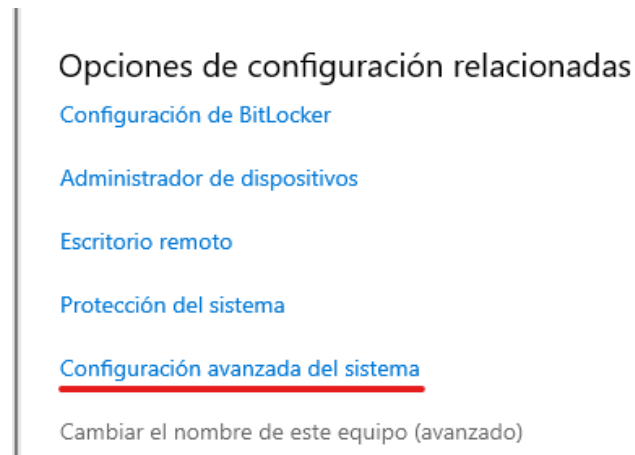 Opciones de configuración relacionadas
Configuración de BitLocker
Administrador de dispositivos
Escritorio remoto
Protección del sistema
Configuración avanzada del sistema
Cambiar el nombre de este equipo (avanzado)